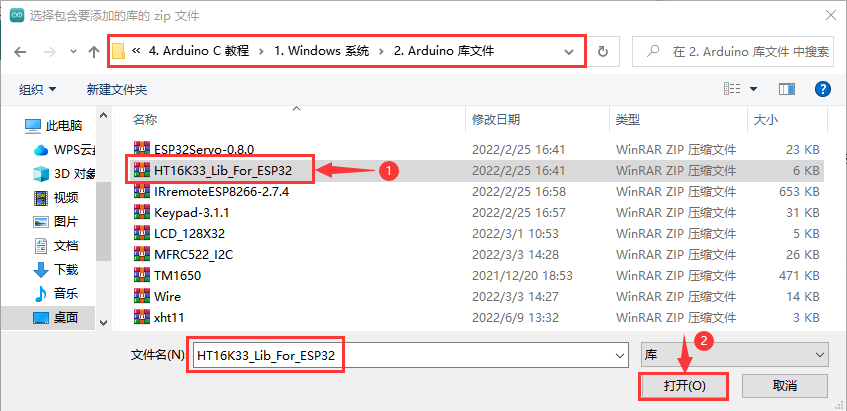 选择包含要添加的库的 zip 文件
« 4. Arduino C 教程 > 1. Windows 系统 > 2. Arduino 库文件
在 2. Arduino 库文件 中搜索
组织 新建文件夹 ?
名称 修改日期 类型 大小
此电脑
WPS云盘
3D 对象
视频
图片
文档
下载
音乐
桌面
ESP32Servo-0.8.0 2022/2/25 16:41 WinRAR ZIP 压缩文件 23 KB
HT16K33_Lib_For_ESP32 1 2022/2/25 16:41 WinRAR ZIP 压缩文件 6 KB
IRremoteESP8266-2.7.4 2022/2/25 16:58 WinRAR ZIP 压缩文件 653 KB
Keypad-3.1.1 2022/2/25 16:57 WinRAR ZIP 压缩文件 31 KB
LCD_128X32 2022/3/1 10:53 WinRAR ZIP 压缩文件 5 KB
MFRC522_I2C 2022/3/3 14:28 WinRAR ZIP 压缩文件 26 KB
TM1650 2021/12/20 18:53 WinRAR ZIP 压缩文件 471 KB
Wire 2022/3/3 14:27 WinRAR ZIP 压缩文件 14 KB
xht11 2022/6/9 13:32 WinRAR ZIP 压缩文件 3 KB
文件名(N) HT16K33_Lib_For_ESP32 库
2
打开(O) 取消